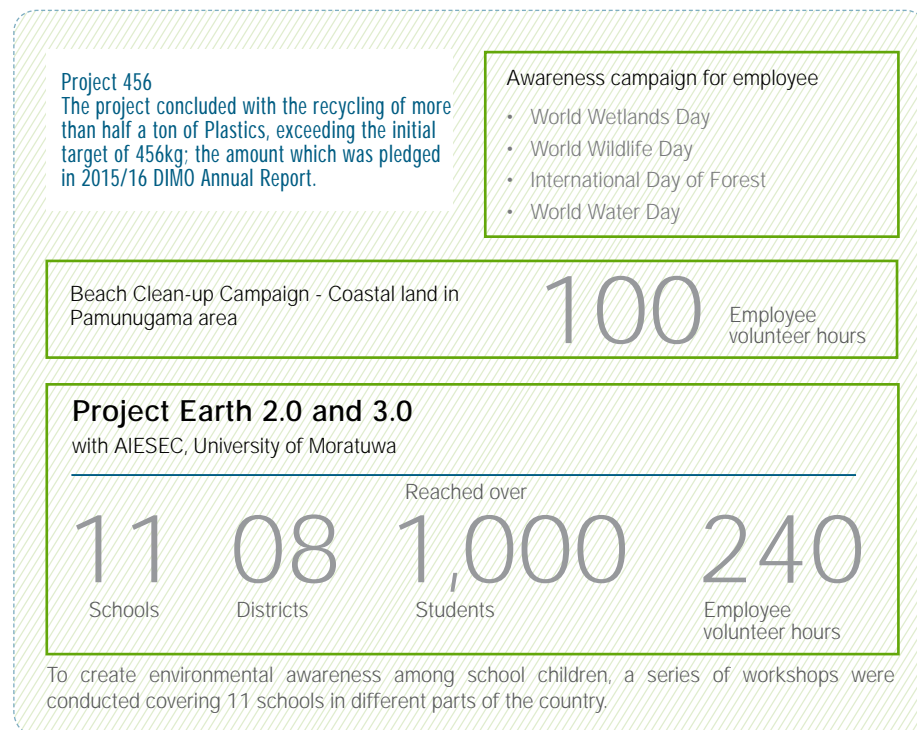 Project 456
The project concluded with the recycling of more
than half a ton of Plastics, exceeding the initial
target of 456kg; the amount which was pledged
in 2015/16 DIMO Annual Report.
Awareness campaign for employee
• World Wetlands Day
• World Wildlife Day
• International Day of Forest
• World Water Day
Beach Clean-up Campaign - Coastal land in
Pamunugama area
100
Employee
volunteer hours
Project Earth 2.0 and 3.0
with AIESEC, University of Moratuwa
11
Schools
08
Districts
Reached over
1,000
Students
240
Employee
volunteer hours
To create environmental awareness among school children, a series of workshops were
conducted covering 11 schools in different parts of the country.